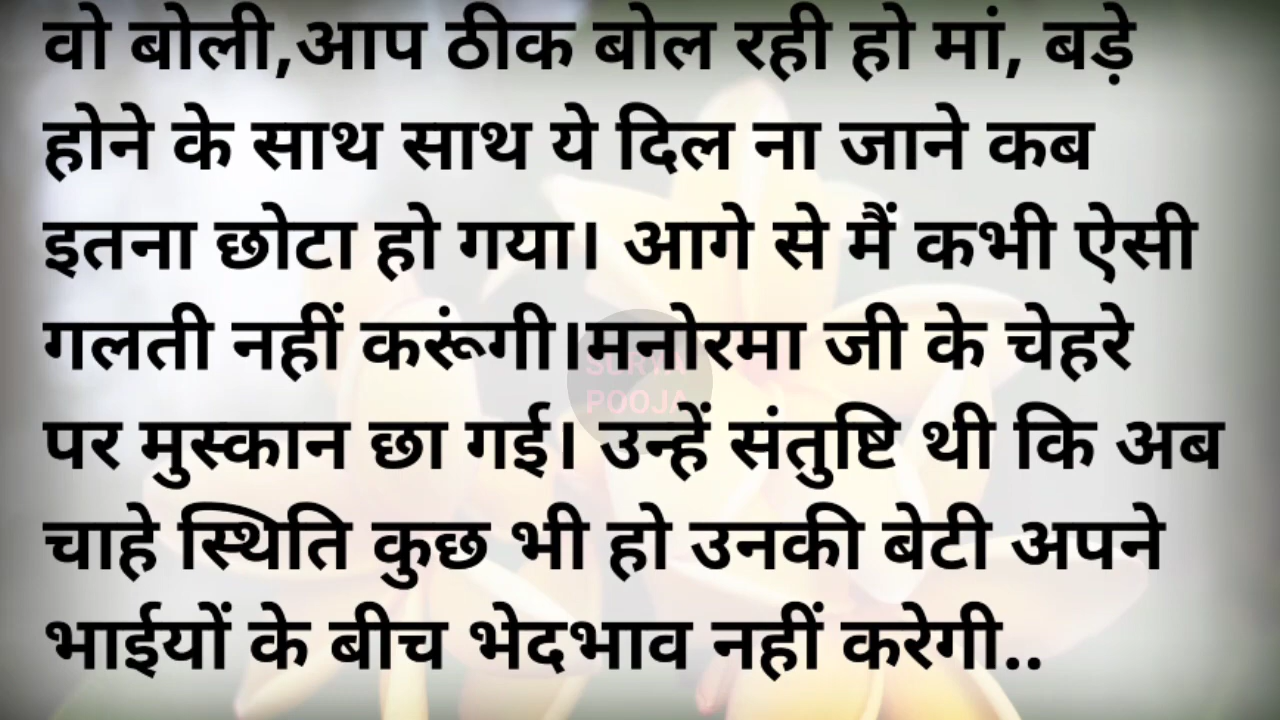 वो बोली,आप ठीक बोल रही हो मां, बड़े
होने के साथ साथ ये दिल ना जाने कब
इतना छोटा हो गया। आगे से मैं कभी ऐसी
गलती नहीं करूंगी।मनोरमा जी के चेहरे
पर मुस्कान छा गई। उन्हें संतुष्टि थी कि अब
चाहे स्थिति कुछ भी हो उनकी बेटी अपने
भाईयों के बीच भेदभाव नहीं करेगी..
POOJA